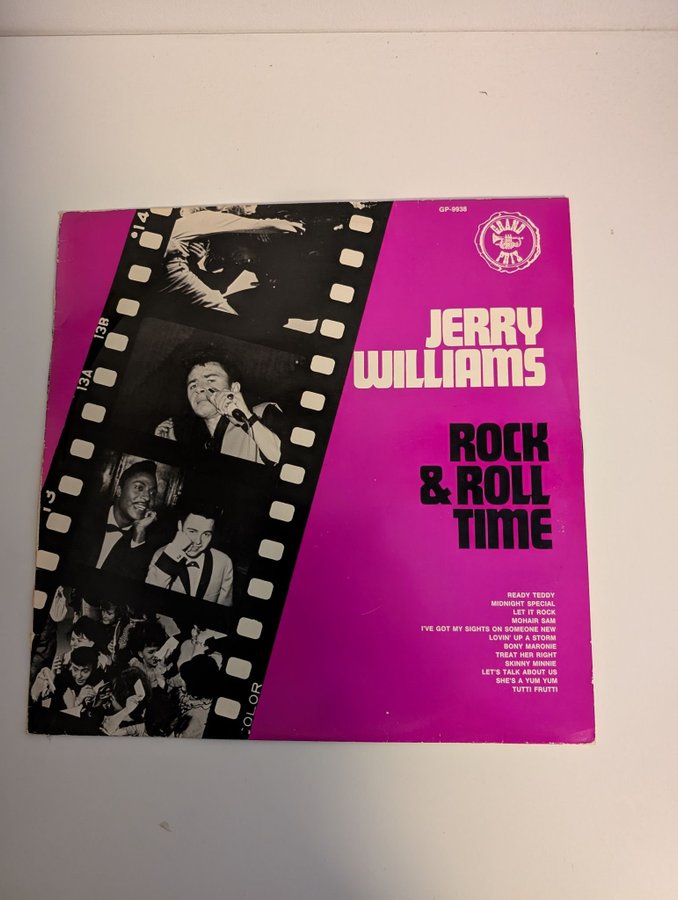 GP-9938
GRAND
PRIX
JERRY
WILLIAMS
ROCK
& ROLL
TIME
READY TEDDY
MIDNIGHT SPECIAL
LET IT ROCK
MOHAIR SAM
I'VE GOT MY SIGHTS ON SOMEONE NEW
LOVIN' UP A STORM
BONY MARONIE
TREAT HER RIGHT
SKINNY MINNIE
LET'S TALK ABOUT US
SHE'S A YUM YUM
TUTTI FRUTTI
14
13B
13A
13
OLOR